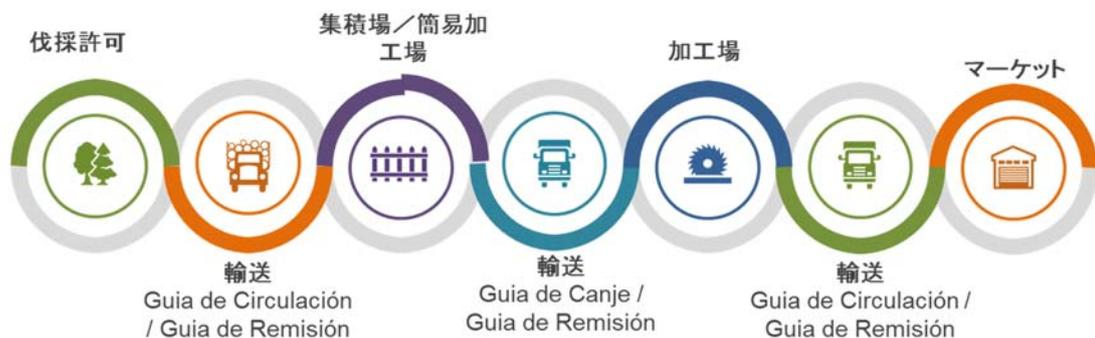 伐採許可
輸送
Guia de Circulación
/ Guia de Remisión
集積場／簡易加
工場
輸送
Guia de Canje /
Guia de Remisión
加工場
輸送
Guia de Circulación /
Guia de Remisión
マーケット